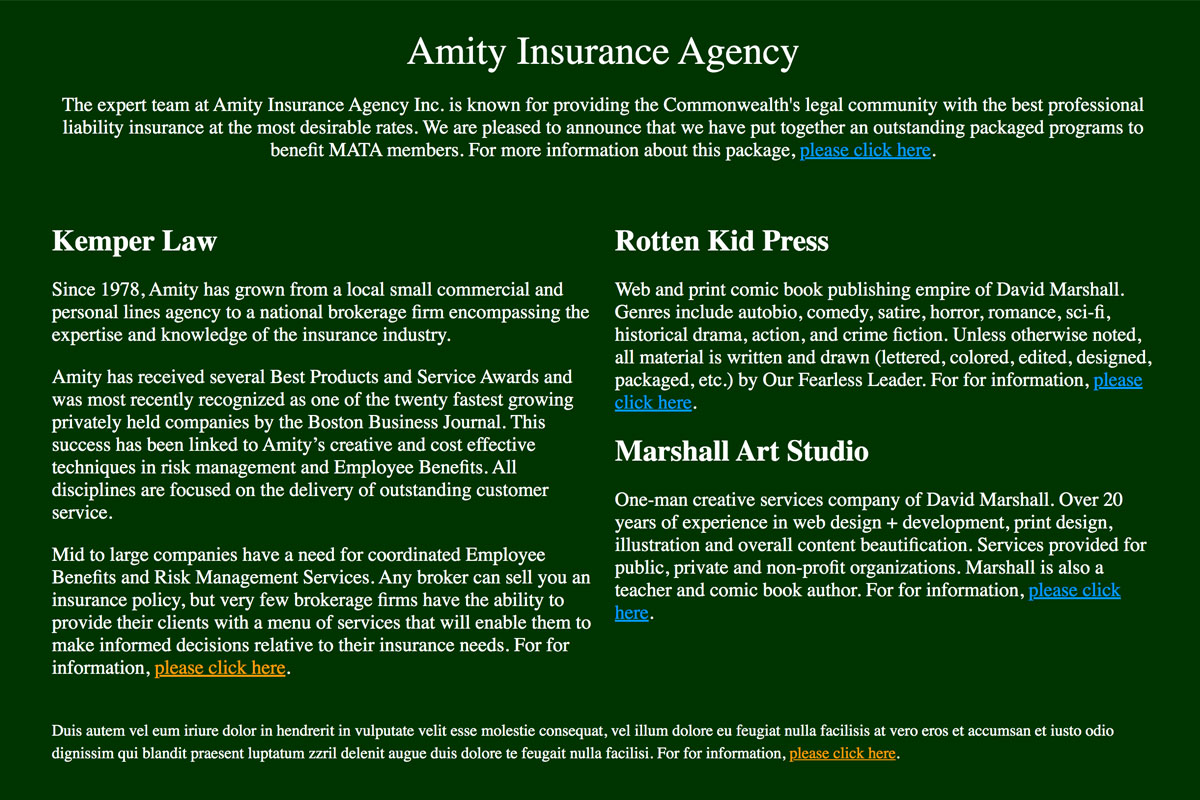 Amity Insurance Agency
The expert team at Amity Insurance Agency Inc. is known for providing the Commonwealth's legal community with the best professional
liability insurance at the most desirable rates. We are pleased to announce that we have put together an outstanding packaged programs to
benefit MATA members. For more information about this package, please click here.
Kemper Law
Since 1978, Amity has grown from a local small commercial and
personal lines agency to a national brokerage firm encompassing the
expertise and knowledge of the insurance industry.
Amity has received several Best Products and Service Awards and
was most recently recognized as one of the twenty fastest growing
privately held companies by the Boston Business Journal. This
success has been linked to Amity’s creative and cost effective
techniques in risk management and Employee Benefits. All
disciplines are focused on the delivery of outstanding customer
service.
Mid to large companies have a need for coordinated Employee
Benefits and Risk Management Services. Any broker can sell you an
insurance policy, but very few brokerage firms have the ability to
provide their clients with a menu of services that will enable them to
make informed decisions relative to their insurance needs. For for
information, please click here.
Rotten Kid Press
Web and print comic book publishing empire of David Marshall.
Genres include autobio, comedy, satire, horror, romance, sci-fi,
historical drama, action, and crime fiction. Unless otherwise noted,
all material is written and drawn (lettered, colored, edited, designed,
packaged, etc.) by Our Fearless Leader. For for information, please
click here.
Marshall Art Studio
One-man creative services company of David Marshall. Over 20
years of experience in web design + development, print design,
illustration and overall content beautification. Services provided for
public, private and non-profit organizations. Marshall is also a
teacher and comic book author. For for information, please click
here.
Duis autem vel eum iriure dolor in hendrerit in vulputate velit esse molestie consequat, vel illum dolore eu feugiat nulla facilisis at vero eros et accumsan et iusto odio
dignissim qui blandit praesent luptatum zzril delenit augue duis dolore te feugait nulla facilisi. For for information, please click here.